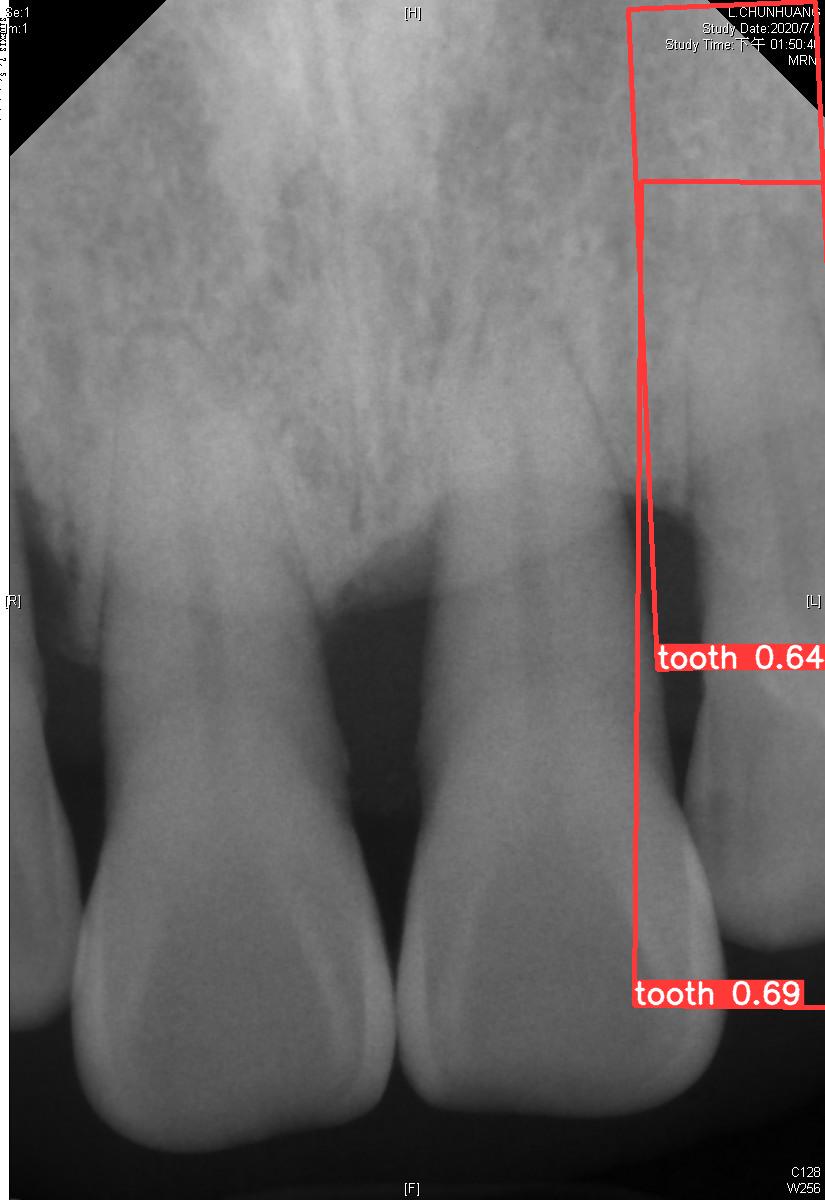 Se:1
m:1
[H]
L.CHUNHUANG
Study Date:2020/7/
Study Time:下午 01:50:4
MRN
[R]
[L]
tooth 0.64
tooth 0.69
C128
W256
[F]